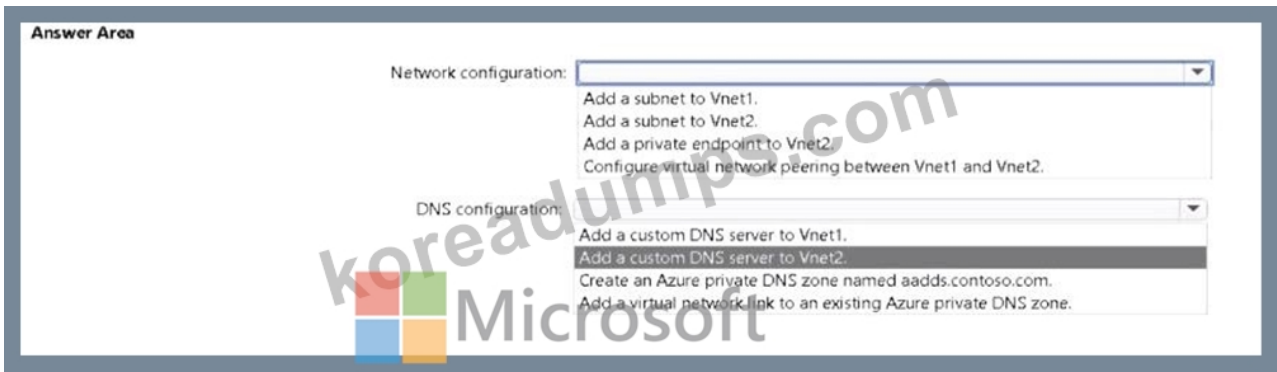 Answer Area
Network configuration:
Add a subnet to Vnet1.
Add a subnet to Vnet2.
Add a private endpoint to Vnet2.
Configure virtual network peering between Vnet1 and Vnet2.
DNS configuration:
Add a custom DNS server to Vnet1.
Add a custom DNS server to Vnet2.
Create an Azure private DNS zone named aadds.contoso.com.
Add a virtual network link to an existing Azure private DNS zone.
koreadumps.com
Microsoft